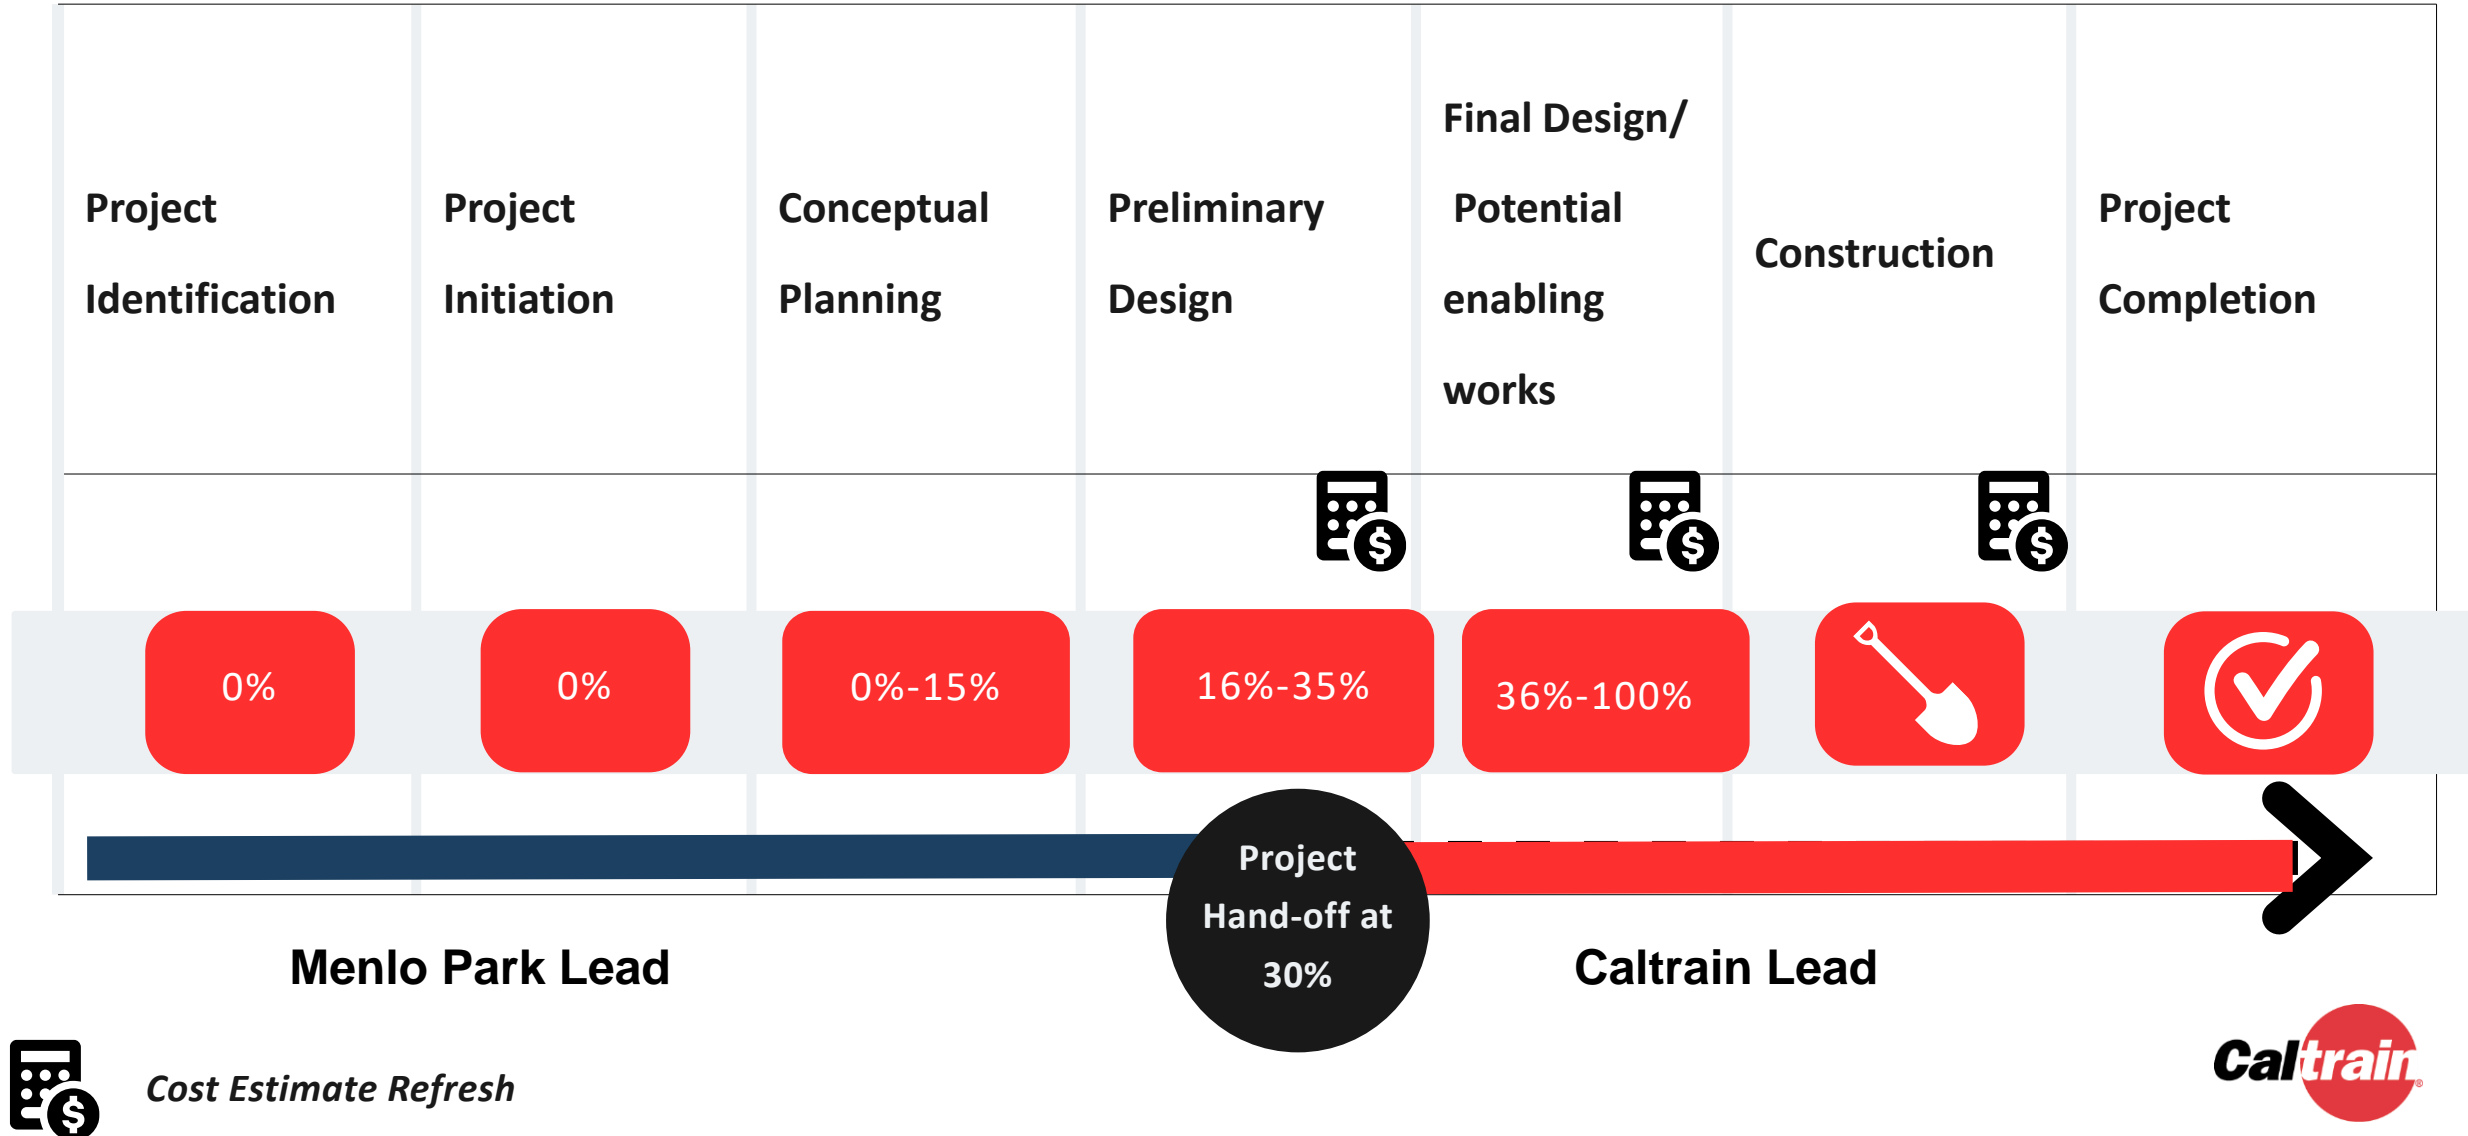 Project
Identification
Project
Initiation
Conceptual
Planning
Preliminary
Design
Final Design/
Potential
enabling
works
Construction
Project
Completion
0%
0%
0%-15%
16%-35%
36%-100%
Project
Hand-off at
30%
Menlo Park Lead
Caltrain Lead
Cost Estimate Refresh
Caltrain®